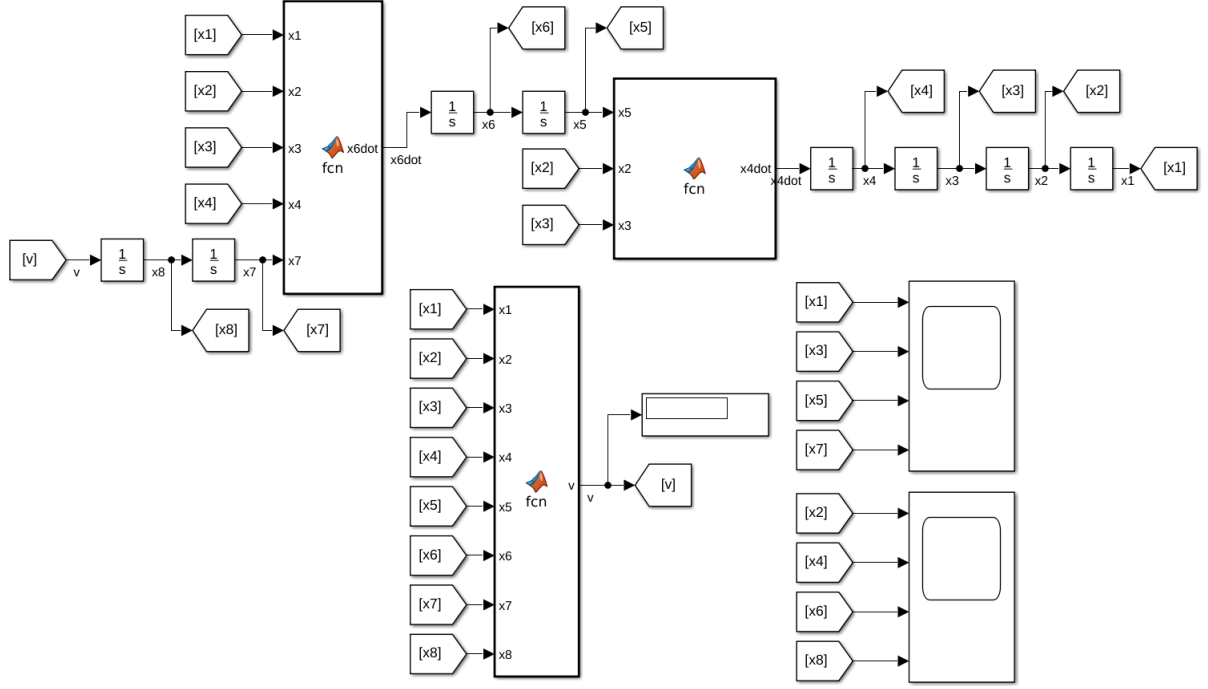 [x1]
x1
[x2]
x2
[x3]
x3
[x4]
x4
x7
x6dot
fcn
x6dot
[v]
v
1
s
x8
1
s
x7
[x8]
[x7]
1
s
x6
[x6]
1
s
x5
[x5]
x5
[x2]
x2
[x3]
x3
fcn
x4dot
x4dot
1
s
x4
[x4]
1
s
x3
[x3]
1
s
x2
[x2]
1
s
x1
[x1]
[x1]
x1
[x2]
x2
[x3]
x3
[x4]
x4
[x5]
x5
[x6]
x6
[x7]
x7
[x8]
x8
fcn
v
v
[v]
[x1]
[x3]
[x5]
[x7]
[x2]
[x4]
[x6]
[x8]